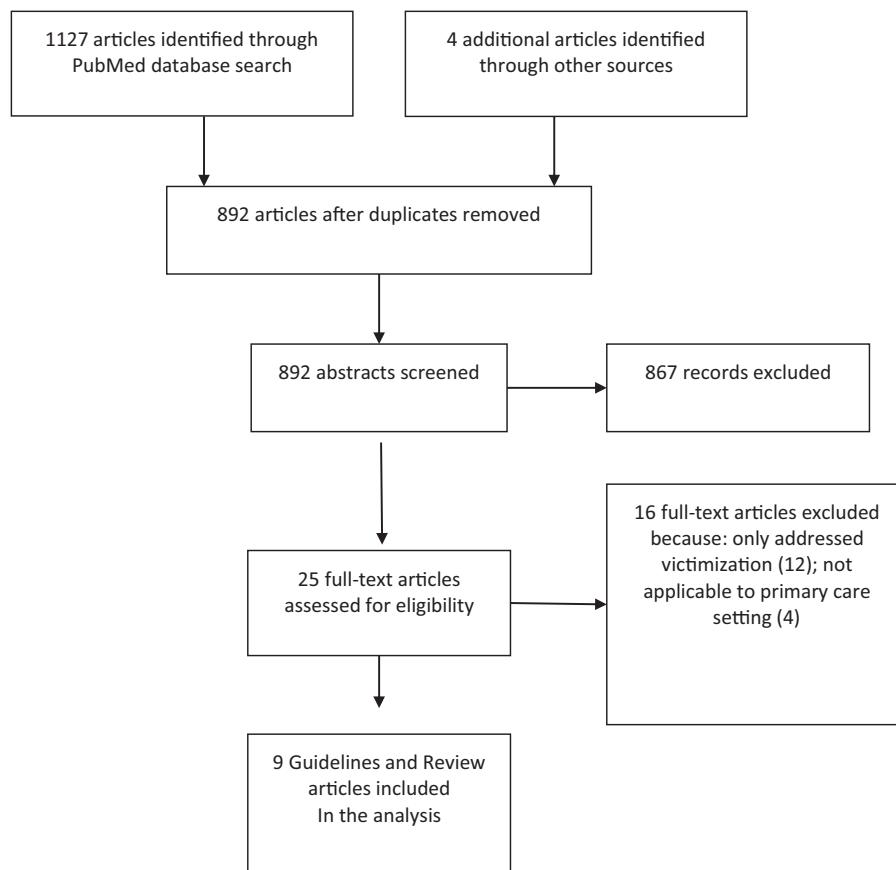 1127 articles identified through
PubMed database search
4 additional articles identified
through other sources
892 articles after duplicates removed
892 abstracts screened
867 records excluded
25 full-text articles
assessed for eligibility
16 full-text articles excluded
because: only addressed
victimization (12); not
applicable to primary care
setting (4)
9 Guidelines and Review
articles included
In the analysis